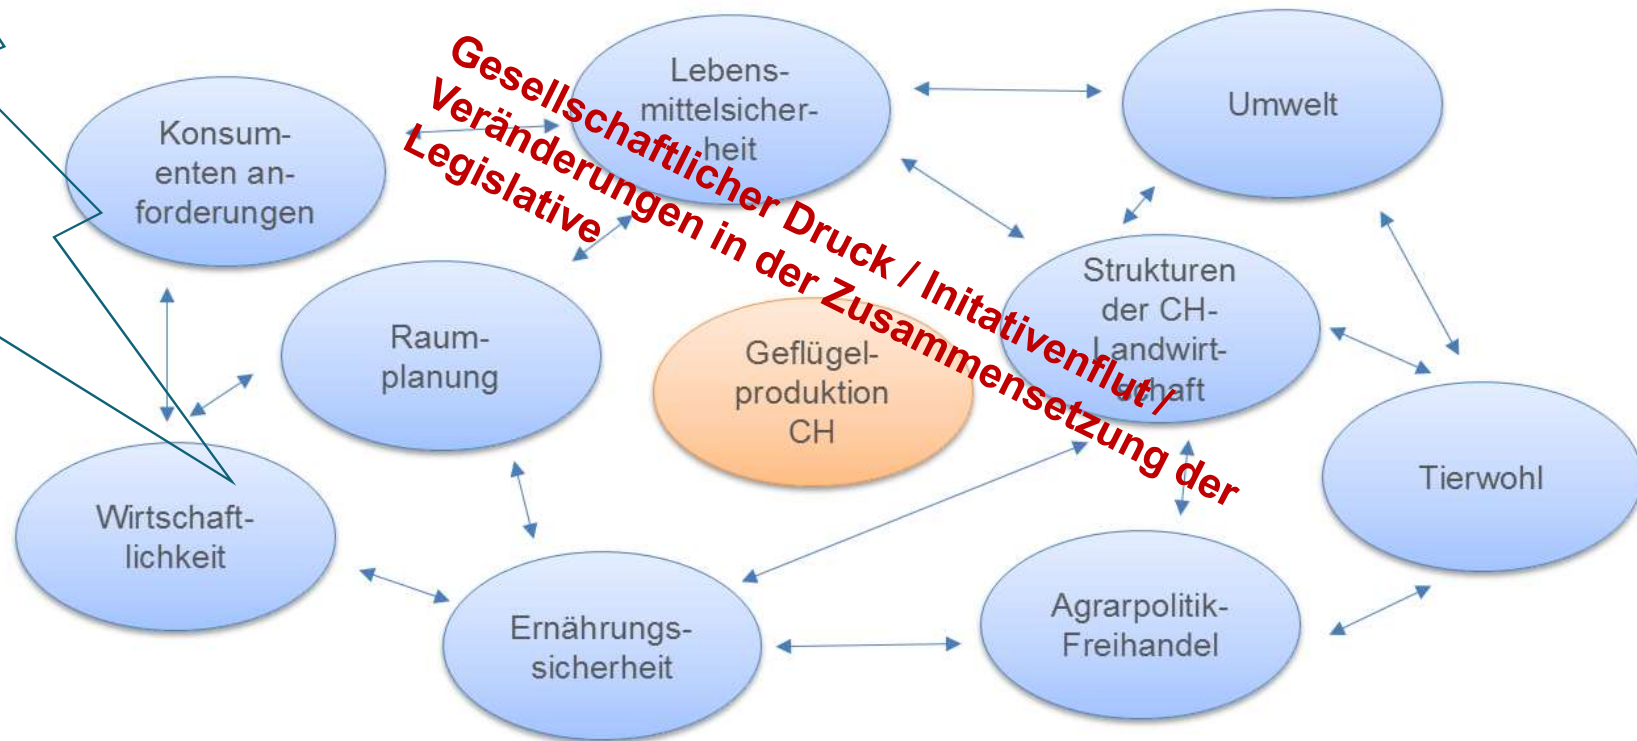 Konsum-
enten an-
forderungen
Lebens-
mittelsicher-
heit
Umwelt
Gesellschaftlicher Druck / Initativenflut /
Veränderungen in der Zusammensetzung der
Legislative
Raum-
planung
Geflügel-
produktion
CH
Strukturen
der CH-
Landwirt-
schaft
Tierwohl
Wirtschaft-
lichkeit
Ernährungs-
sicherheit
Agrarpolitik-
Freihandel